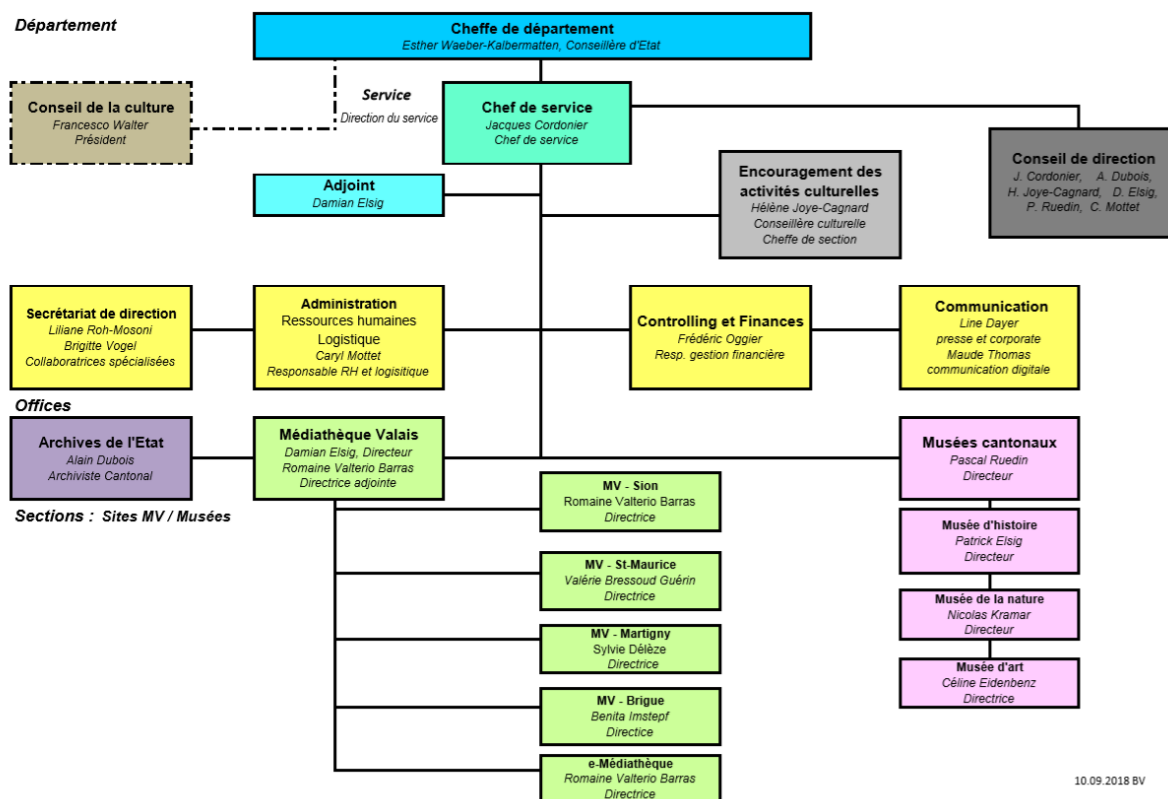 Département
Cheffe de département
Esther Waeber-Kalbermatten, Conseillère d'Etat
Conseil de la culture
Francesco Walter
Président
Service
Direction du service
Chef de service
Jacques Cordonier
Chef de service
Conseil de direction
J. Cordonier, A. Dubois,
H. Joye-Cagnard, D. Elsig,
P. Ruedin, C. Mottet
Adjoint
Damian Elsig
Encouragement des
activités culturelles
Hélène Joye-Cagnard
Conseillère culturelle
Cheffe de section
Secrétariat de direction
Liliane Roh-Mosoni
Brigitte Vogel
Collaboratrices spécialisées
Administration
Ressources humaines
Logistique
Caryl Mottet
Responsable RH et logisitique
Controlling et Finances
Frédéric Oggier
Resp. gestion financière
Communication
Line Dayer
presse et corporate
Maude Thomas
communication digitale
Offices
Archives de l'Etat
Alain Dubois
Archiviste Cantonal
Médiathèque Valais
Damian Elsig, Directeur
Romaine Valterio Barras
Directrice adjointe
Musées cantonaux
Pascal Ruedin
Directeur
Sections : Sites MV / Musées
MV - Sion
Romaine Valterio Barras
Directrice
MV - St-Maurice
Valérie Bressoud Guérin
Directrice
MV - Martigny
Sylvie Délèze
Directrice
MV - Brigue
Benita Imstepf
Directice
e-Médiathèque
Romaine Valterio Barras
Directrice
Musée d'histoire
Patrick Elsig
Directeur
Musée de la nature
Nicolas Kramar
Directeur
Musée d'art
Céline Eidenbenz
Directrice
10.09.2018 BV